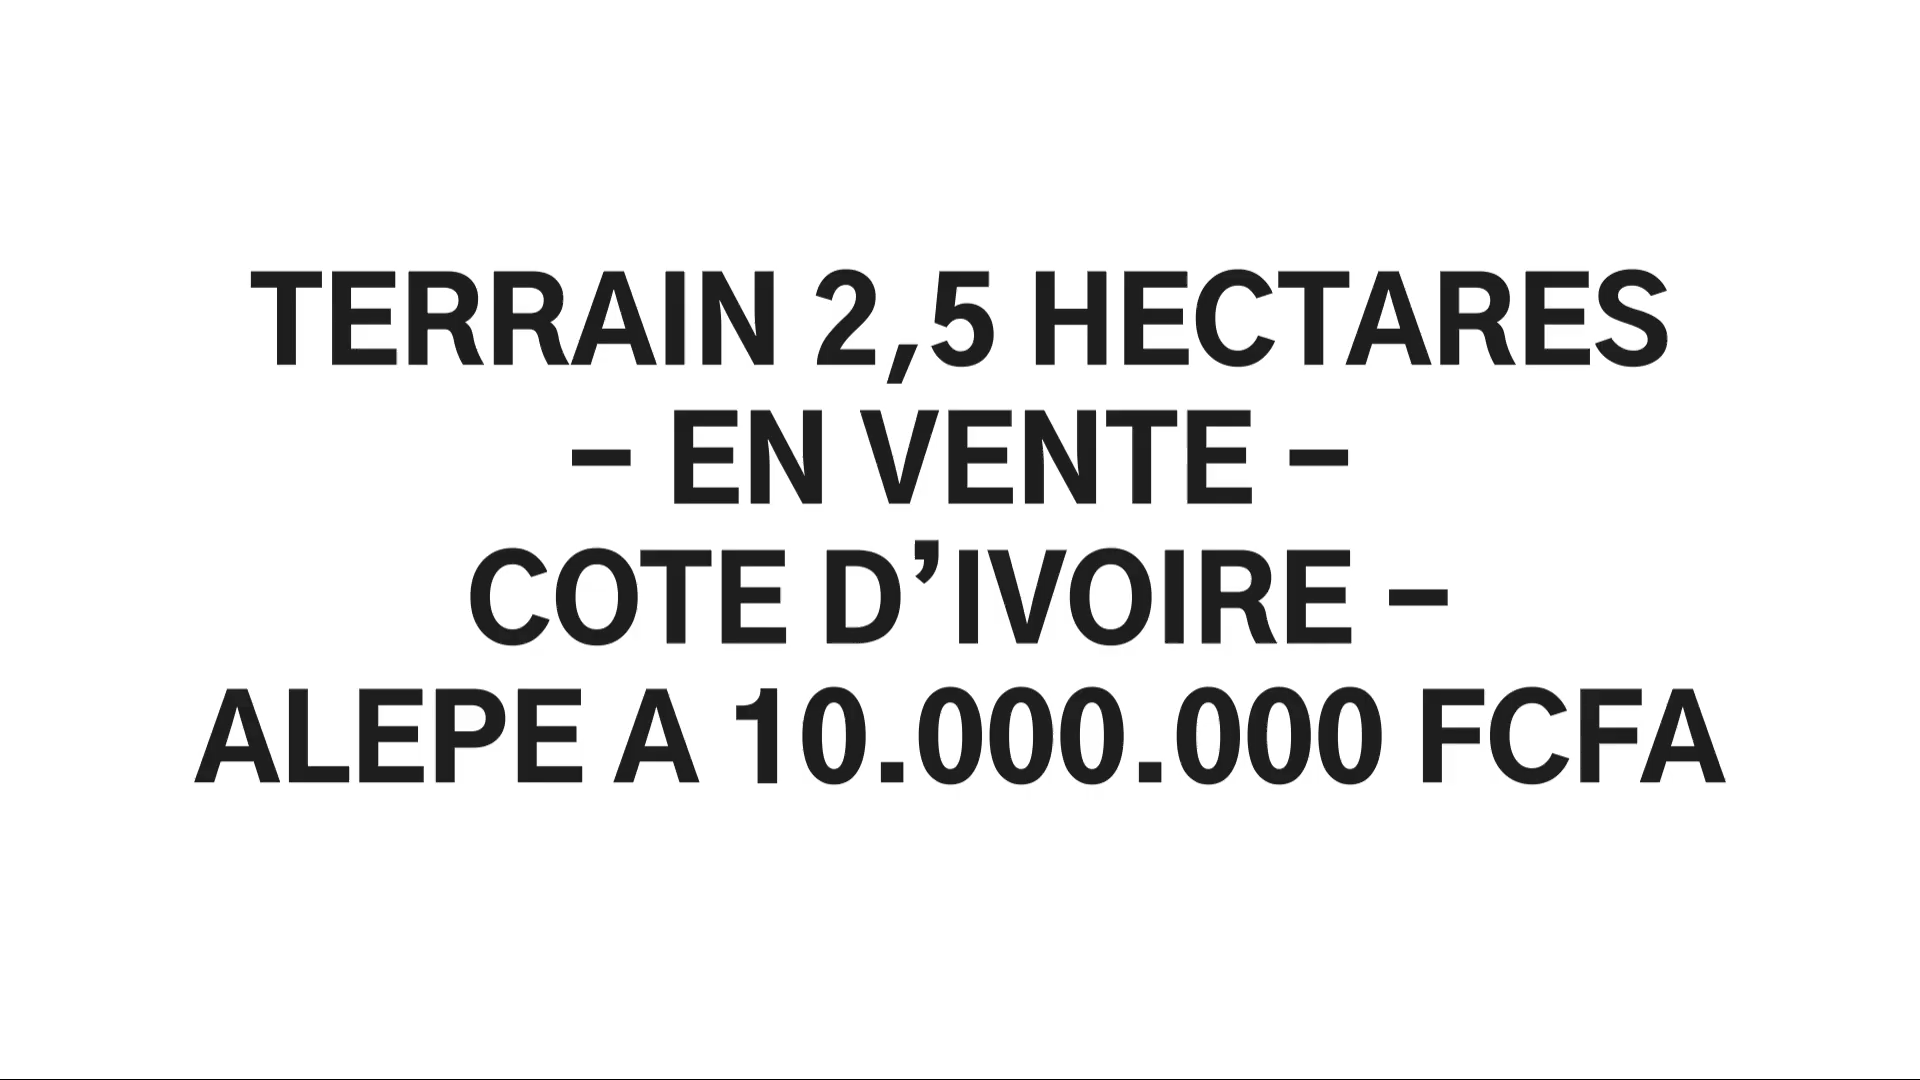 TERRAIN 2,5 HECTARES
– EN VENTE –
COTE D’IVOIRE –
ALEPE A 10.000.000 FCFA